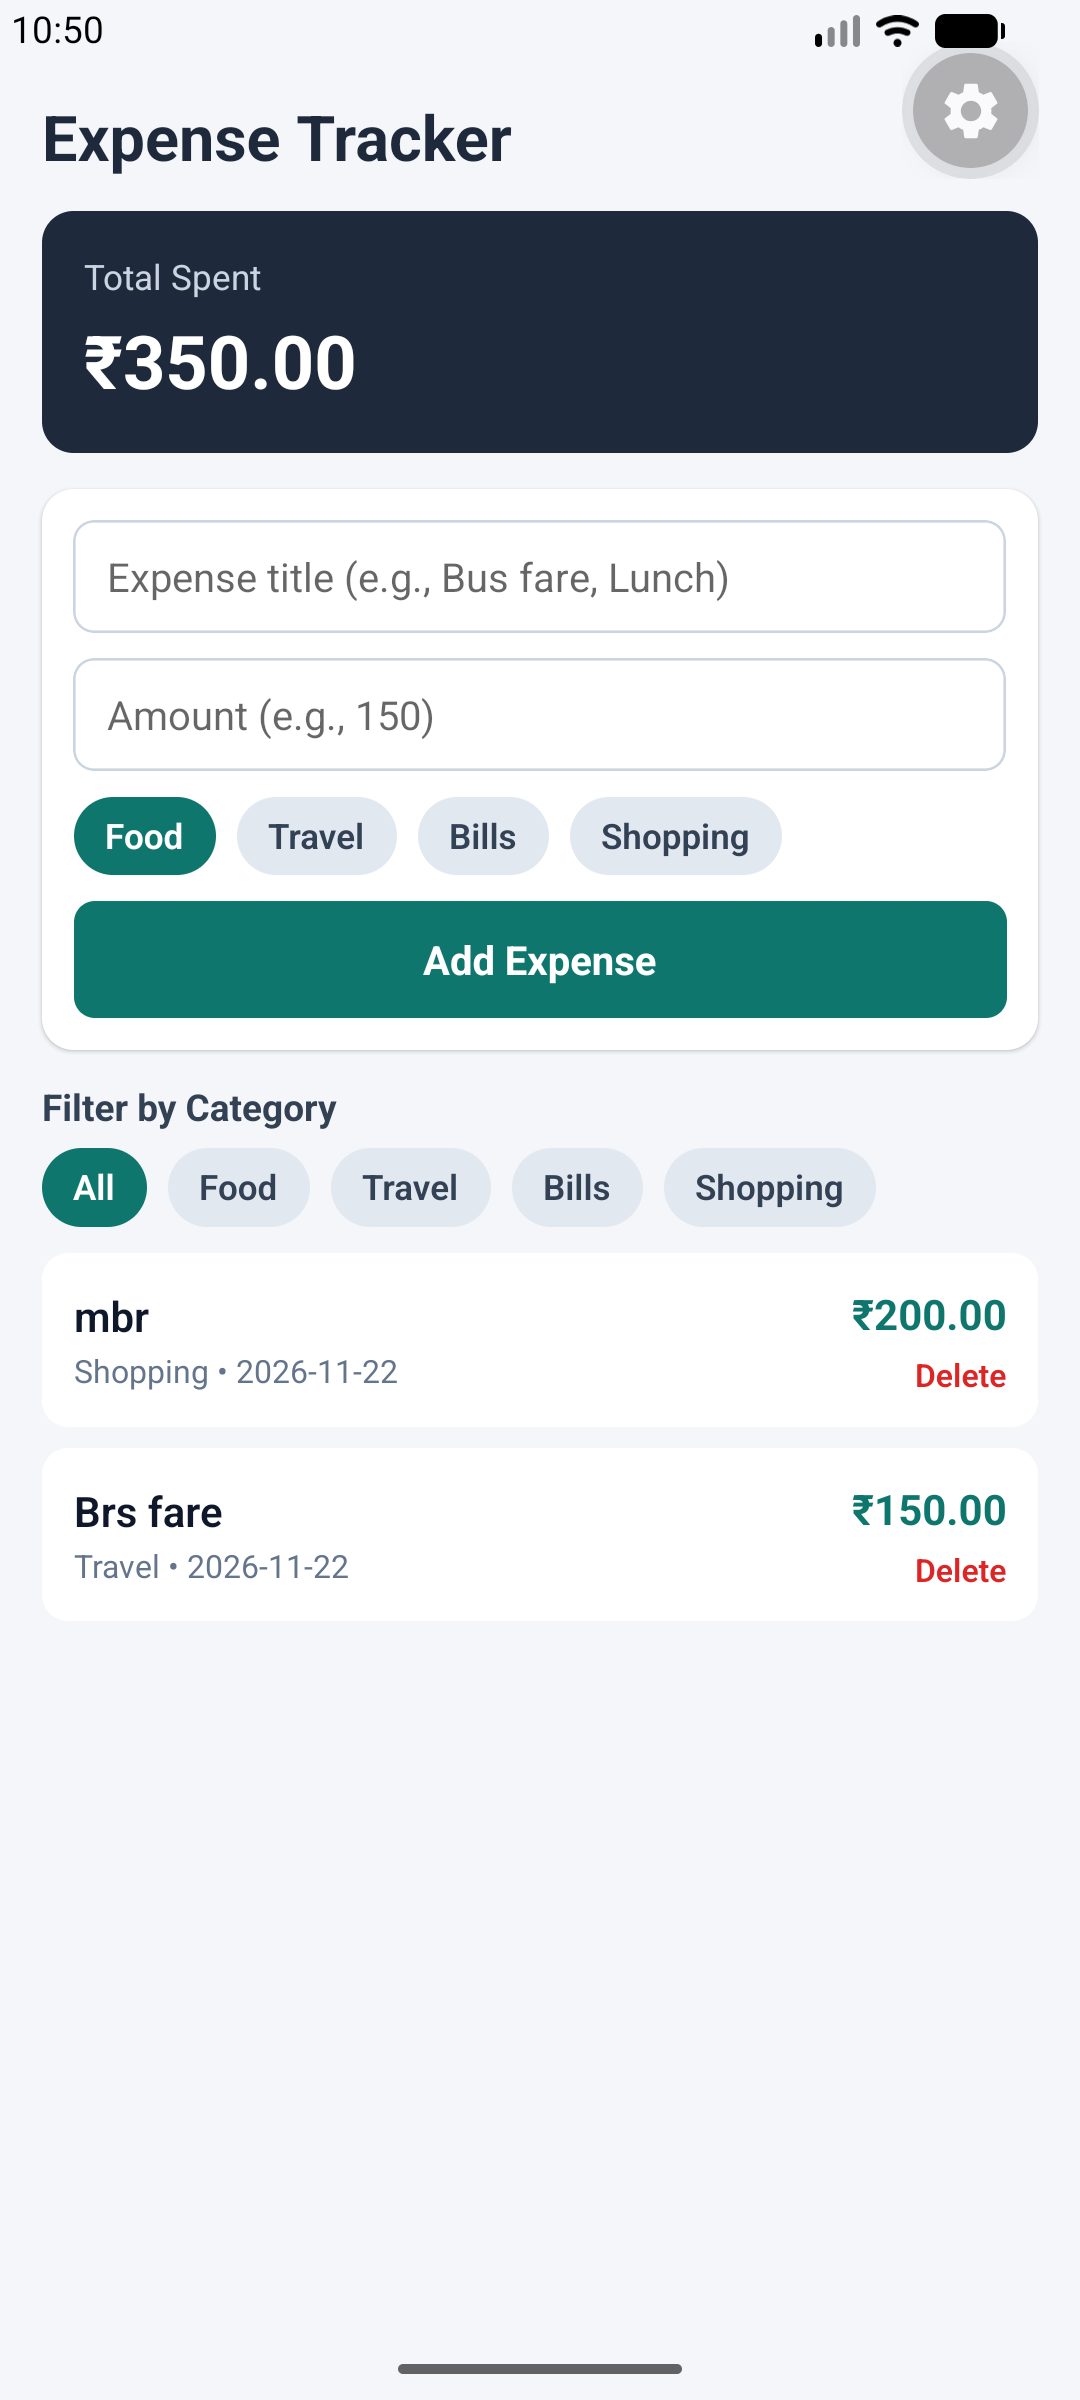 10:50
Expense Tracker
Total Spent
₹350.00
Expense title (e.g., Bus fare, Lunch)
Amount (e.g., 150)
Food Travel Bills Shopping
Add Expense
Filter by Category
All Food Travel Bills Shopping
mbr ₹200.00
Shopping • 2026-11-22 Delete
Brs fare ₹150.00
Travel • 2026-11-22 Delete